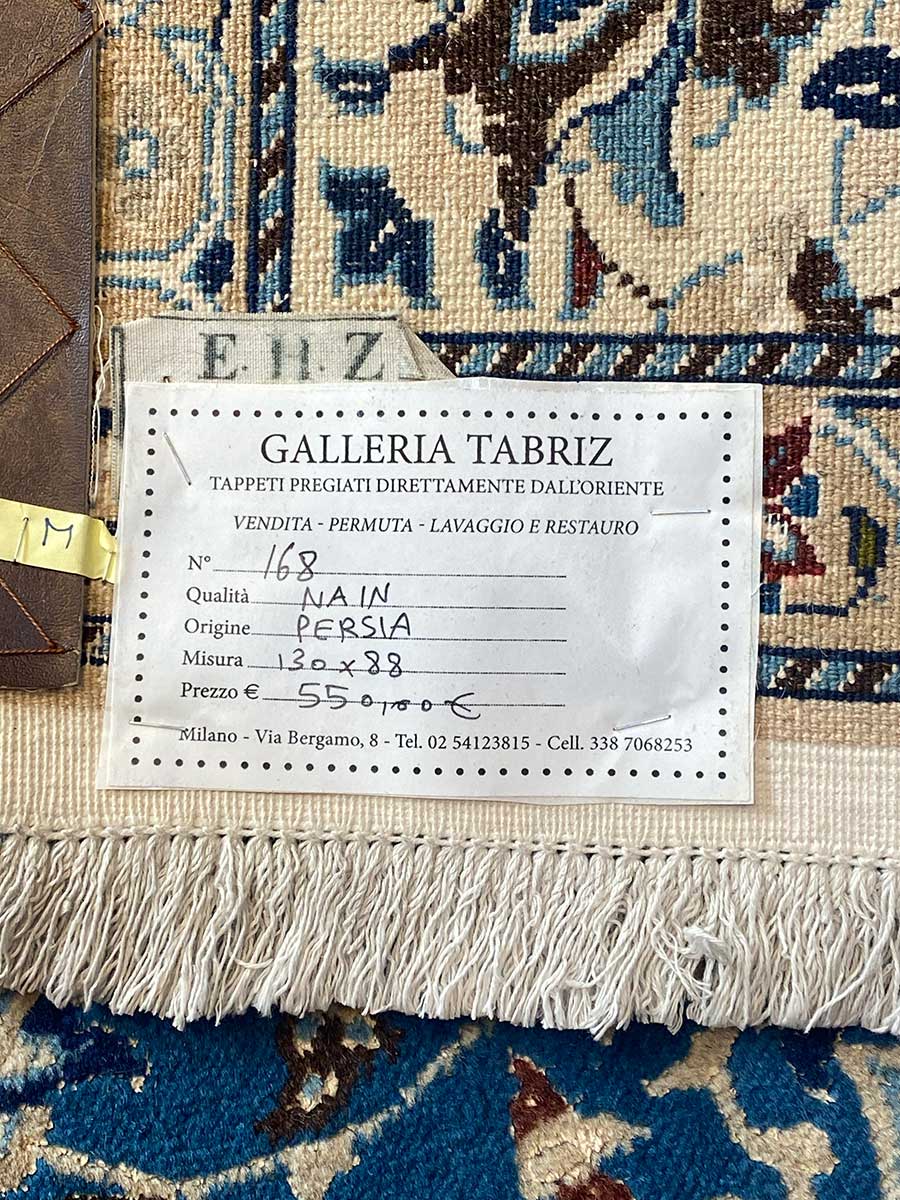 E.H.Z
GALLERIA TABRIZ
TAPPETI PREGIATI DIRETTAMENTE DALL'ORIENTE
VENDITA - PERMUTA - LAVAGGIO E RESTAURO
M
N° 168
Qualità NAIN
Origine PERSIA
Misura 130 x 88
Prezzo € 550,00 €
Milano - Via Bergamo, 8 - Tel. 02 54123815 - Cell. 338 7068253